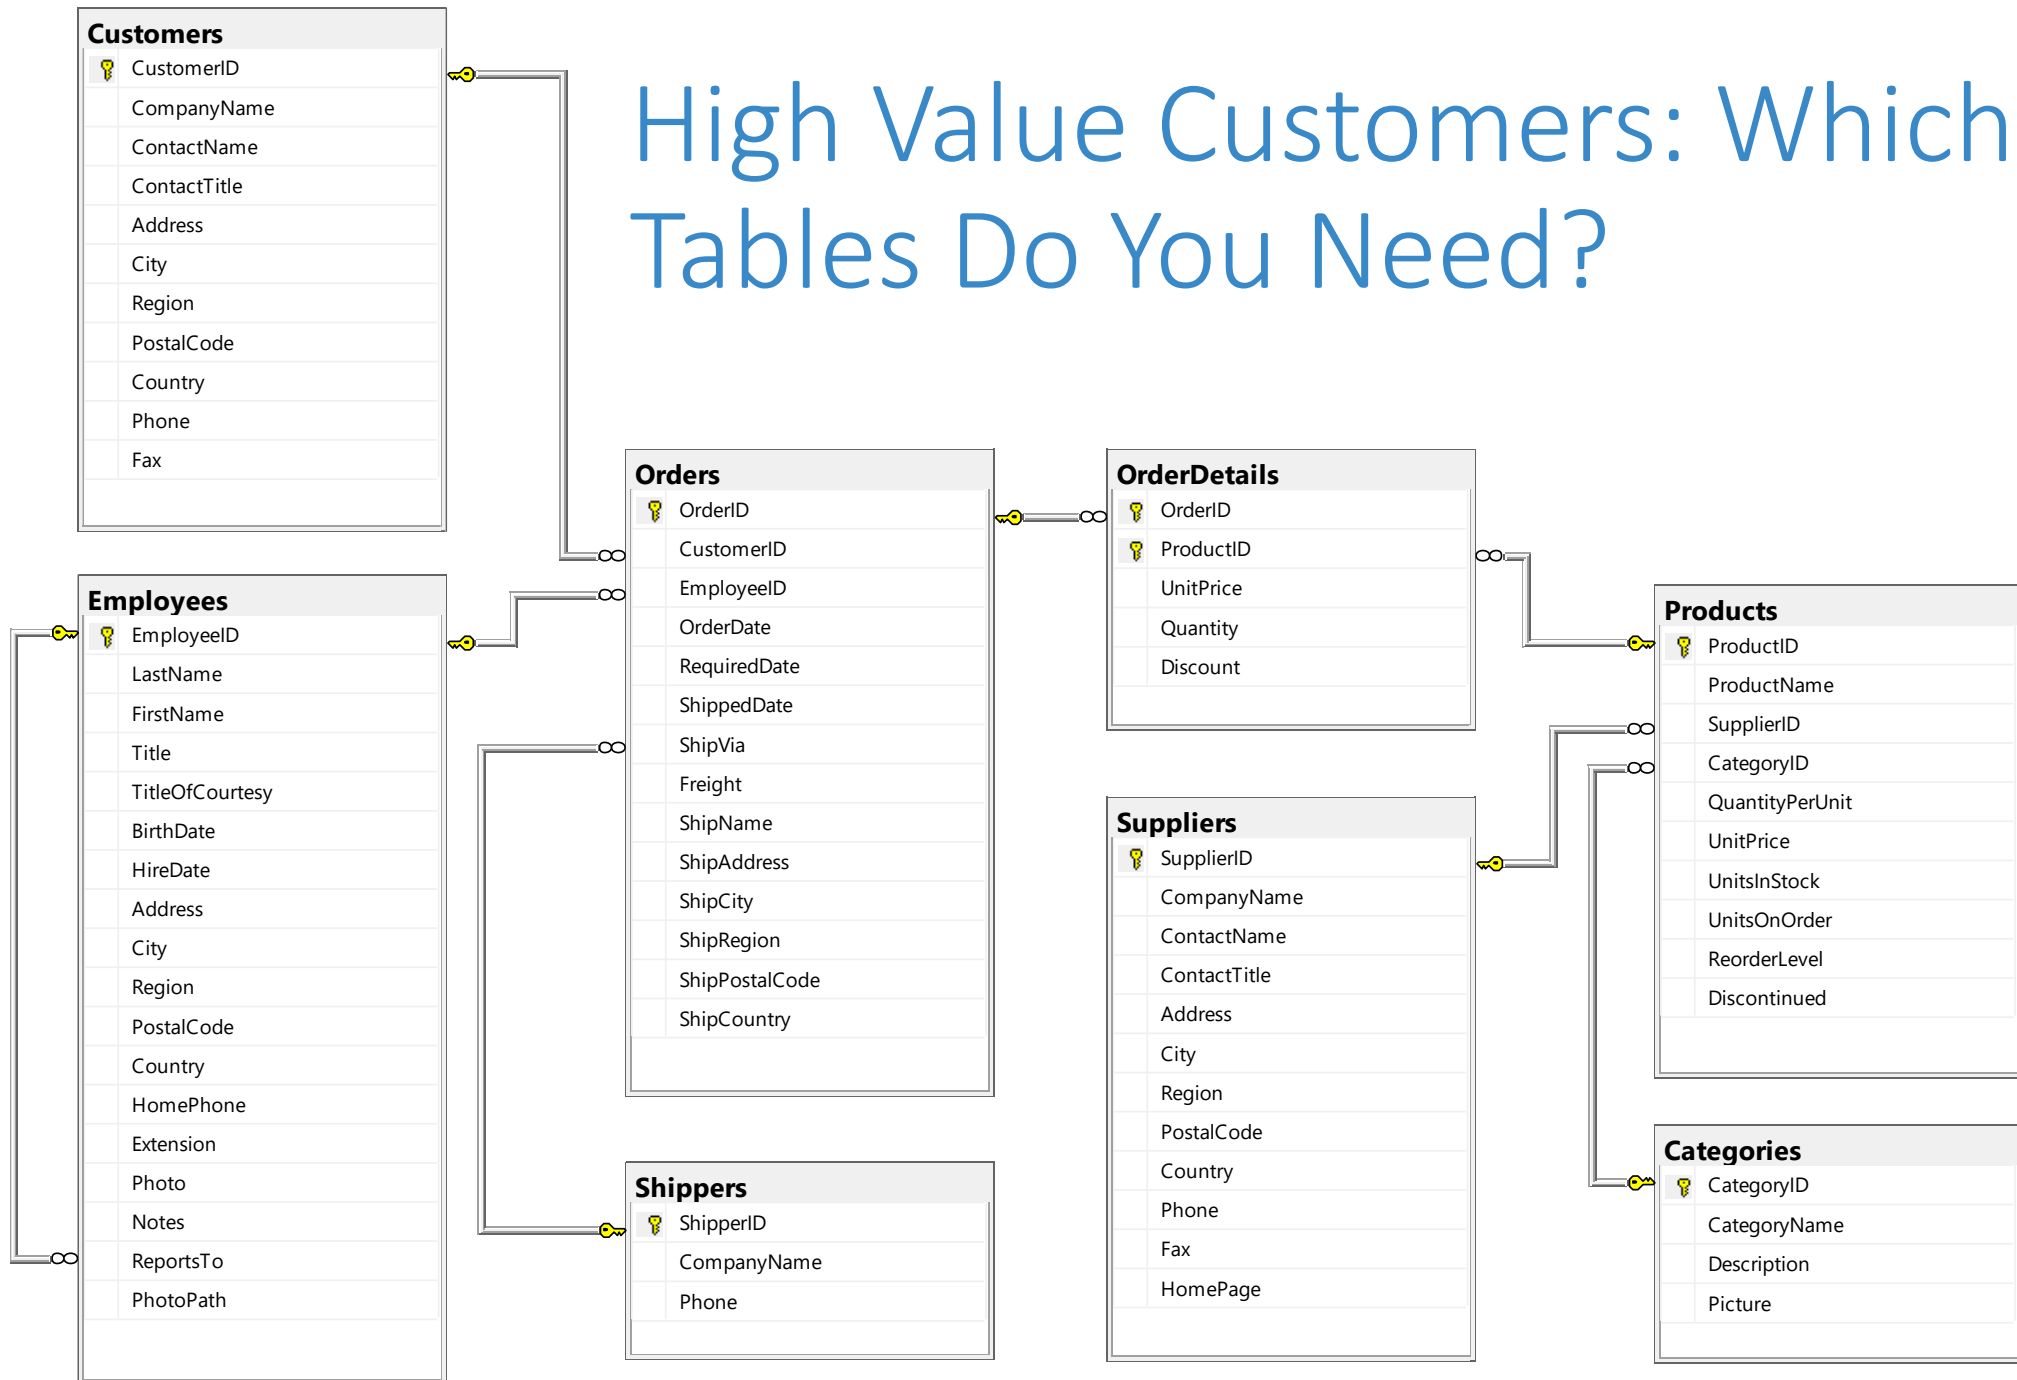 High Value Customers: Which
Tables Do You Need?
Customers
CustomerID
CompanyName
ContactName
ContactTitle
Address
City
Region
PostalCode
Country
Phone
Fax
Employees
EmployeeID
LastName
FirstName
Title
TitleOfCourtesy
BirthDate
HireDate
Address
City
Region
PostalCode
Country
HomePhone
Extension
Photo
Notes
ReportsTo
PhotoPath
Orders
OrderID
CustomerID
EmployeeID
OrderDate
RequiredDate
ShippedDate
ShipVia
Freight
ShipName
ShipAddress
ShipCity
ShipRegion
ShipPostalCode
ShipCountry
Shippers
ShipperID
CompanyName
Phone
OrderDetails
OrderID
ProductID
UnitPrice
Quantity
Discount
Suppliers
SupplierID
CompanyName
ContactName
ContactTitle
Address
City
Region
PostalCode
Country
Phone
Fax
HomePage
Products
ProductID
ProductName
SupplierID
CategoryID
QuantityPerUnit
UnitPrice
UnitsInStock
UnitsOnOrder
ReorderLevel
Discontinued
Categories
CategoryID
CategoryName
Description
Picture